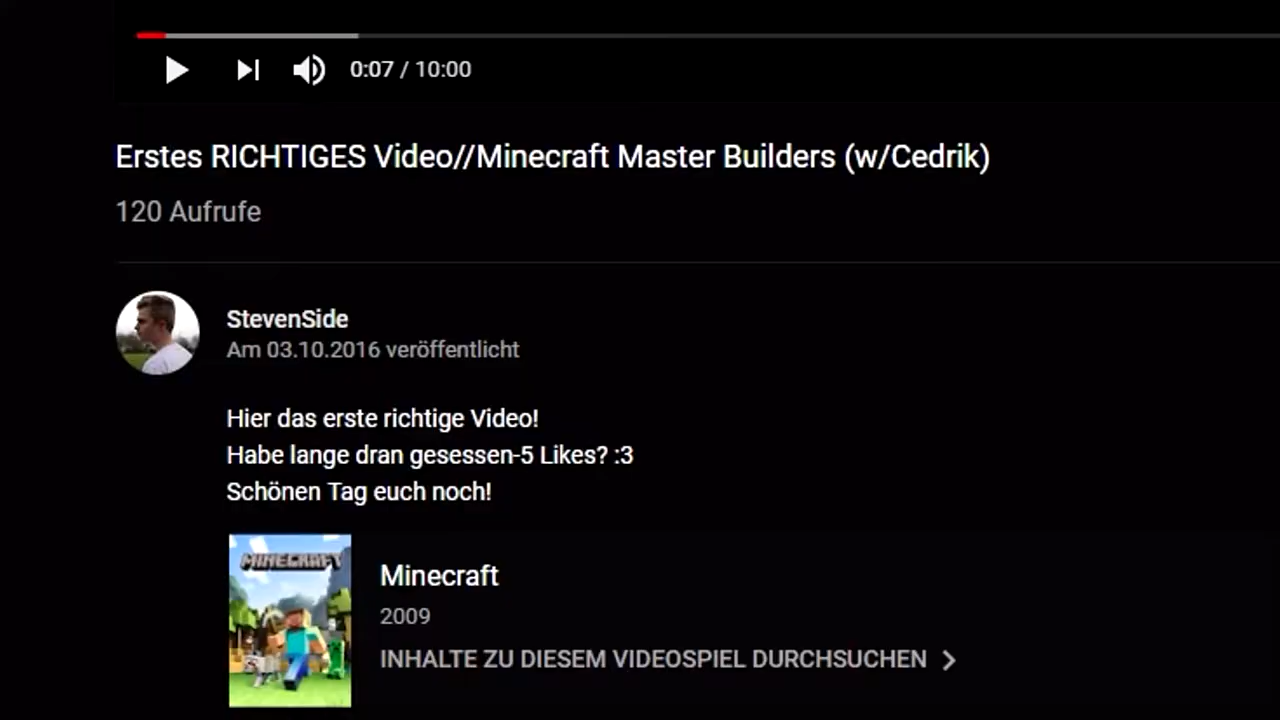 0:07 / 10:00
Erstes RICHTIGES Video//Minecraft Master Builders (w/Cedrik)
120 Aufrufe
StevenSide
Am 03.10.2016 veröffentlicht
Hier das erste richtige Video!
Habe lange dran gesessen-5 Likes? :3
Schönen Tag euch noch!
MINECRAFT
Minecraft
2009
INHALTE ZU DIESEM VIDEOSPIEL DURCHSUCHEN